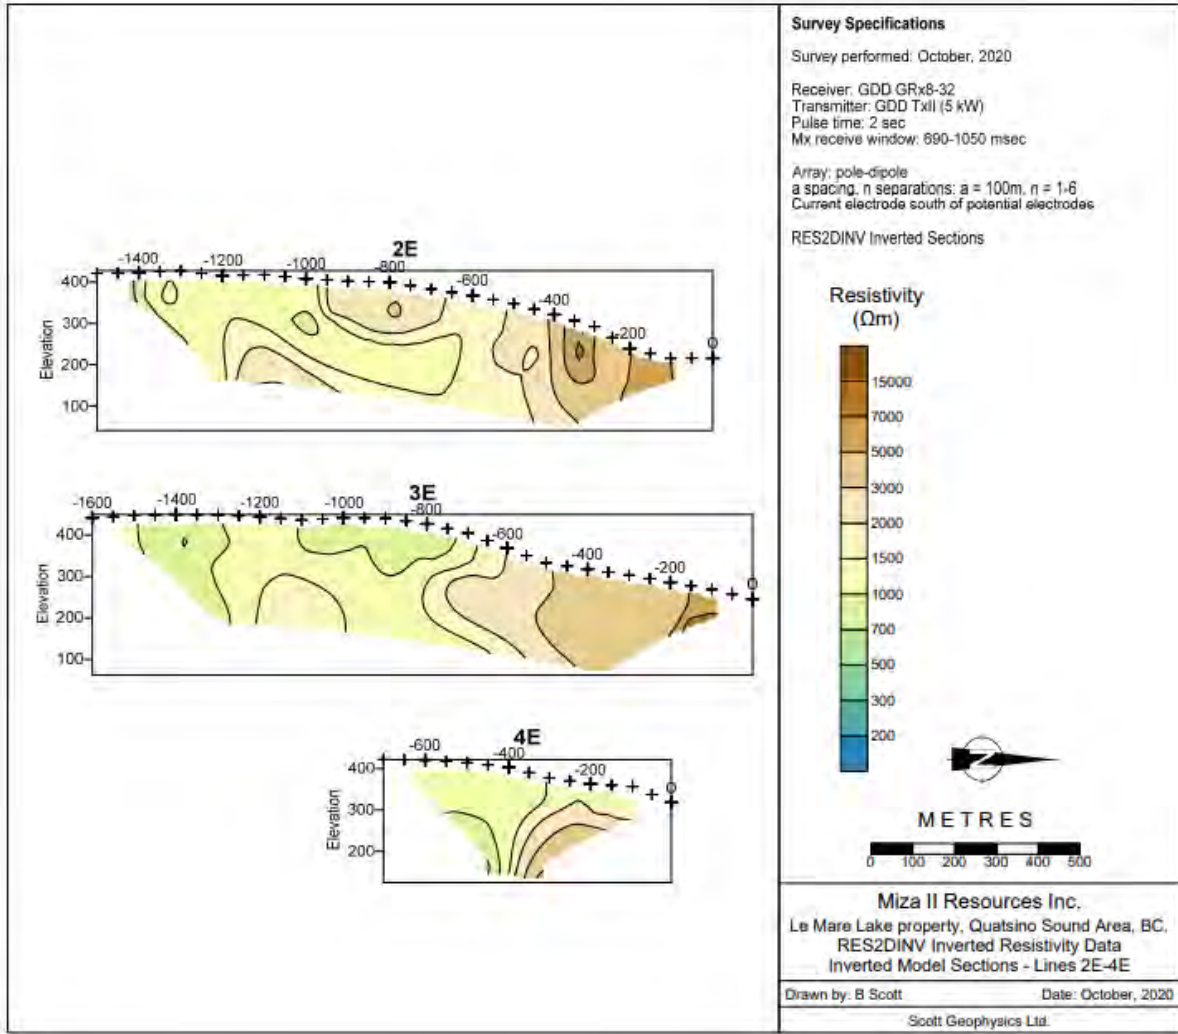 2E
-1400 -1200 -1000 -800 -600 -400 -200 0
400
300
200
100
Elevation
3E
-1600 -1400 -1200 -1000 -800 -600 -400 -200 0
400
300
200
100
Elevation
4E
-600 -400 -200 0
400
300
200
Elevation
Survey Specifications
Survey performed: October, 2020
Receiver: GDD GRx8-32
Transmitter: GDD TxII (5 kW)
Pulse time: 2 sec
Mx receive window: 690-1050 msec
Array: pole-dipole
a spacing, n separations: a = 100m, n = 1-6
Current electrode south of potential electrodes
RES2DINV Inverted Sections
Resistivity
(Ωm)
15000
7000
5000
3000
2000
1500
1000
700
500
300
200
N
METRES
0 100 200 300 400 500
Miza II Resources Inc.
Le Mare Lake property, Quatsino Sound Area, BC.
RES2DINV Inverted Resistivity Data
Inverted Model Sections - Lines 2E-4E
Drawn by: B Scott Date: October, 2020
Scott Geophysics Ltd.